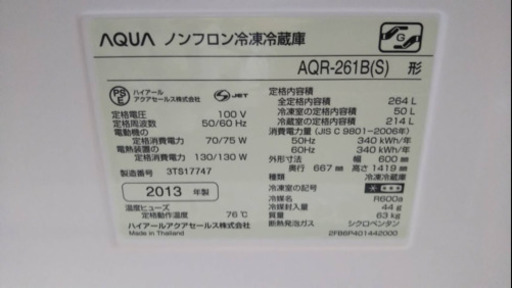 AQUA ノンフロン冷凍冷蔵庫
G
AQR-261B(S) 形
PS E ハイアール アクアセールス株式会社 S JET
定格電圧 100 V
定格周波数 50/60 Hz
電動機の
定格消費電力 70/75 W
電熱装置の
定格消費電力 130/130 W
製造番号 3TS17747
2013 年製
温度ヒューズ
定格動作温度 76℃
ハイアールアクアセールス株式会社
Made in Thailand
定格内容積
全定格内容積 264 L
冷凍室の定格内容積 50 L
冷蔵室の定格内容積 214 L
消費電力量 (JIS C 9801-2006年)
50Hz 340 kWh/年
60Hz 340 kWh/年
外形寸法 幅 600 mm
奥行 667 mm 高さ 1419 mm
種類 冷凍冷蔵庫
冷凍室の記号
冷媒 R600a
冷媒封入量 44 g
質量 63 kg
断熱発泡ガス シクロペンタン
2FB6P401442000